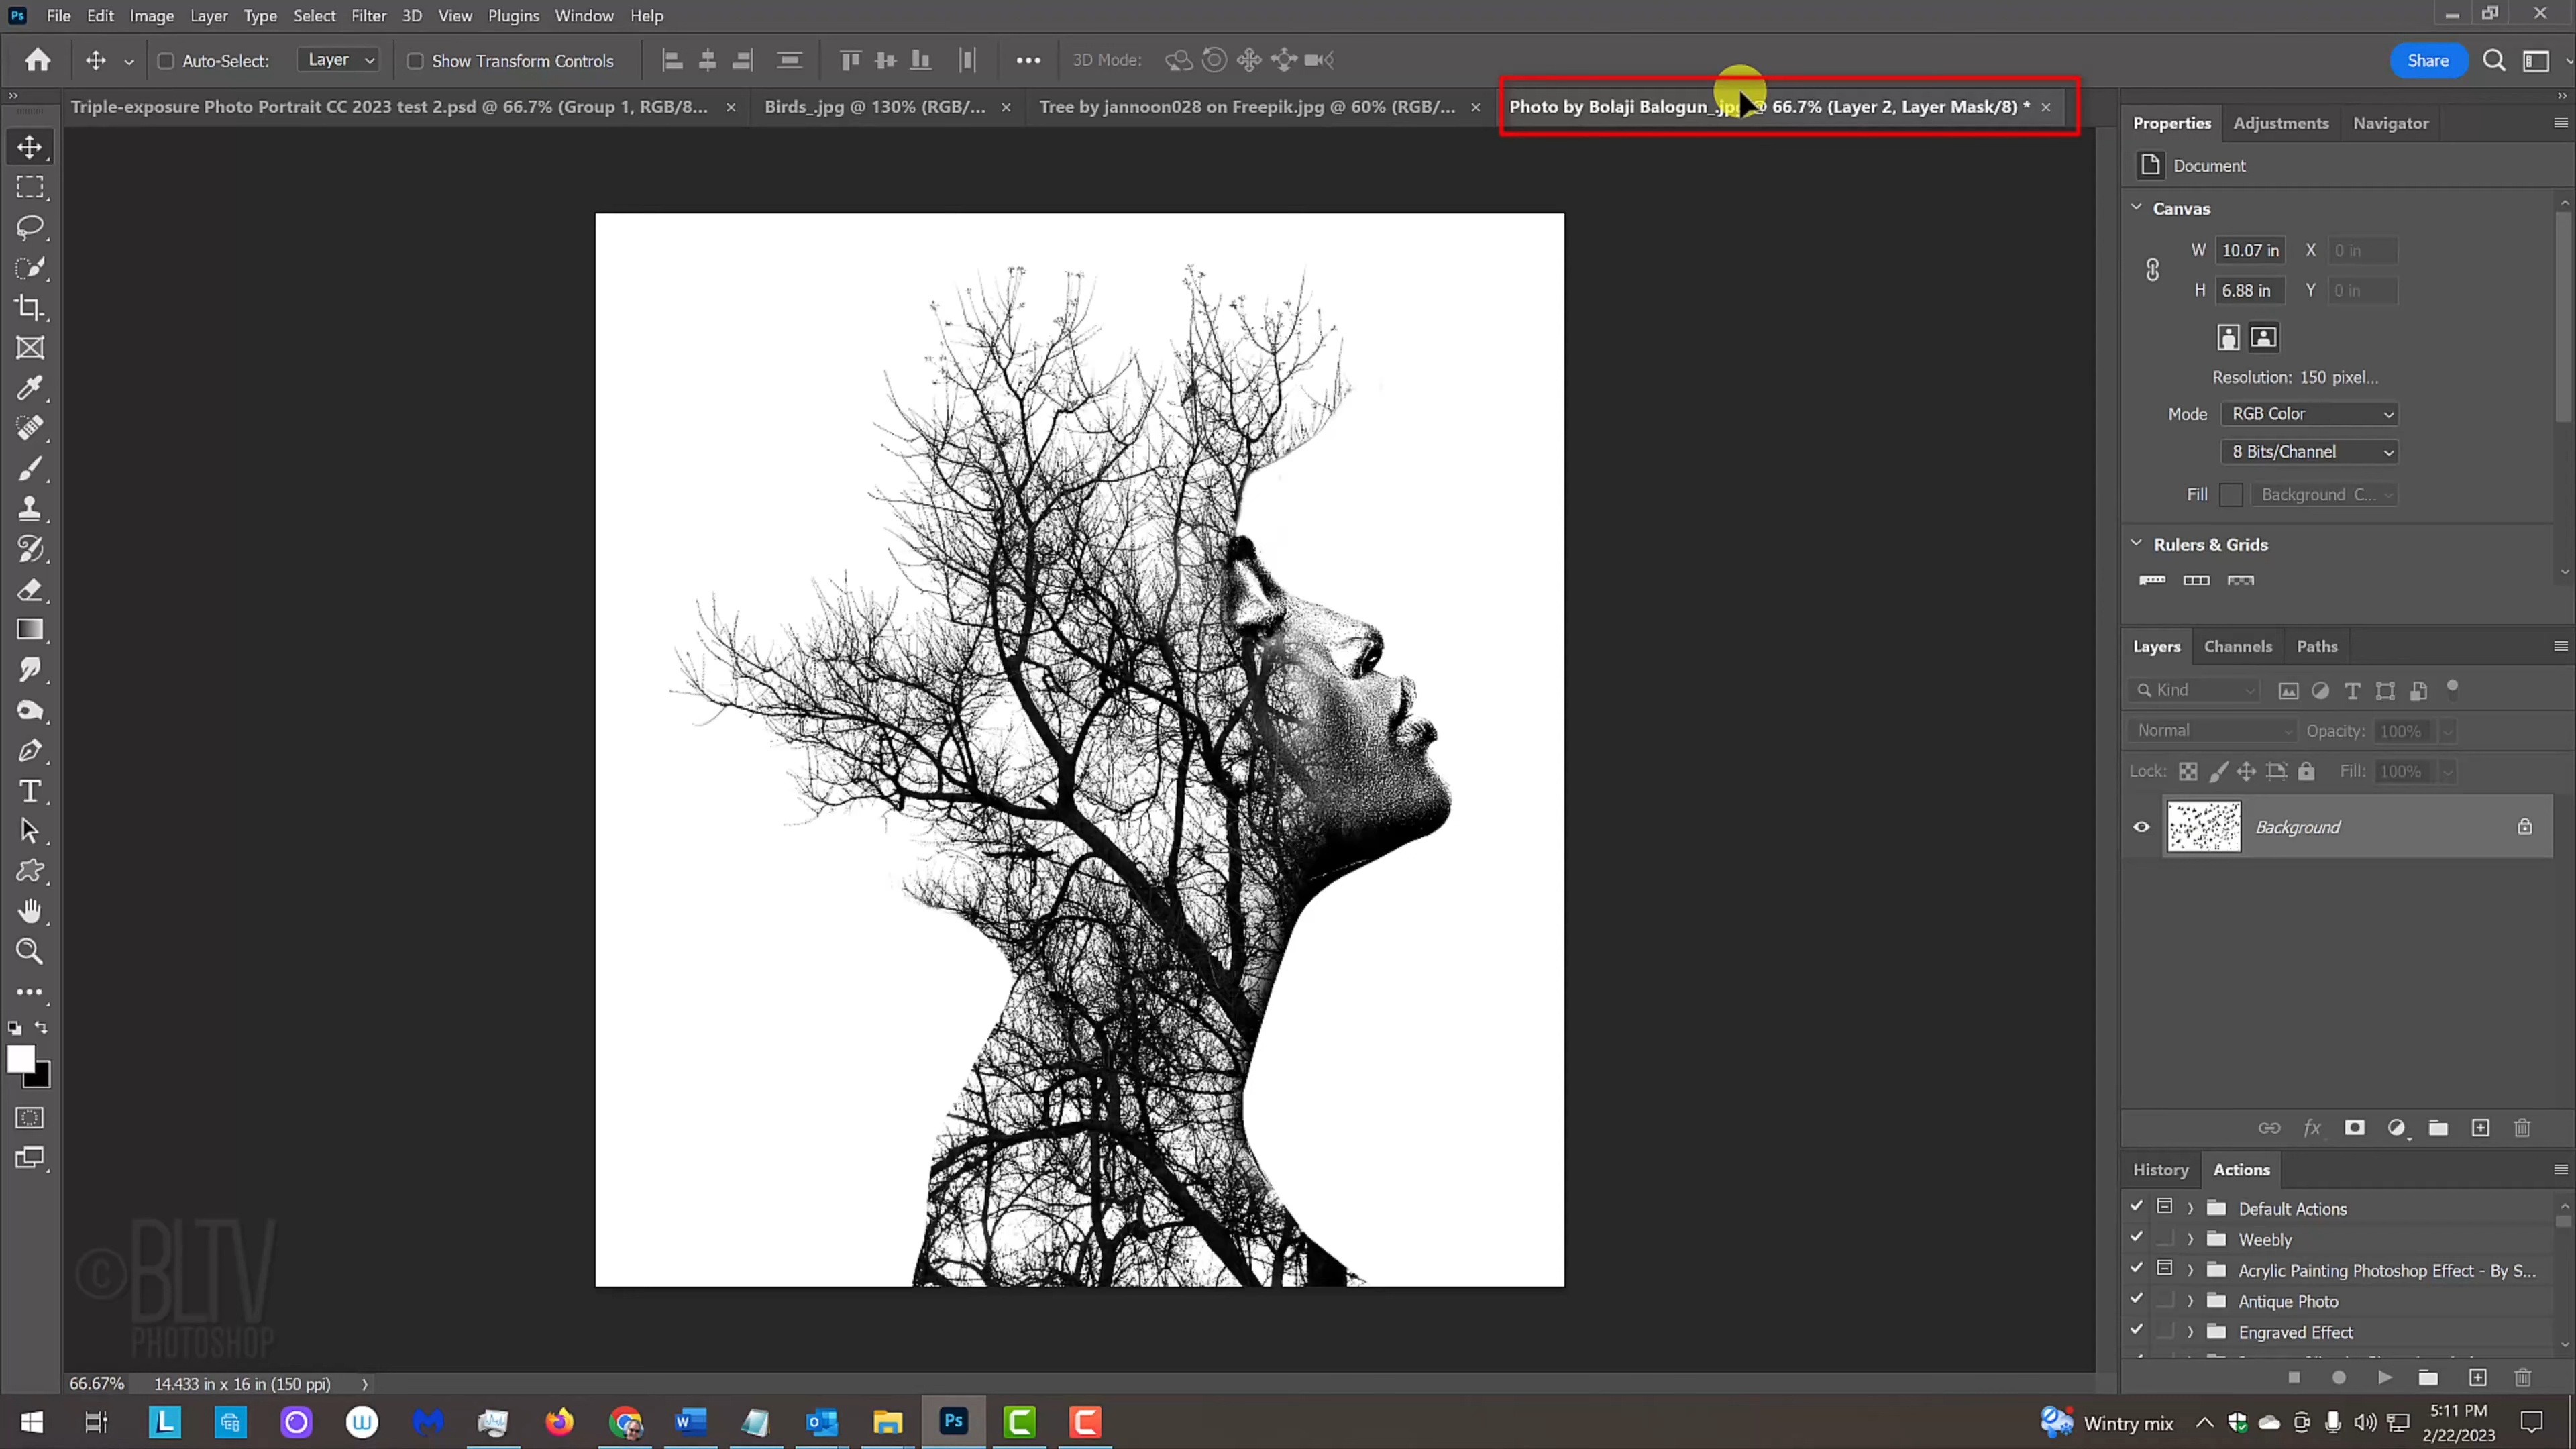 Ps File Edit Image Layer Type Select Filter 3D View Plugins Window Help
Auto-Select: Layer Show Transform Controls ••• 3D Mode: Share
Triple-exposure Photo Portrait CC 2023 test 2.psd @ 66.7% (Group 1, RGB/8... × Birds_.jpg @ 130% (RGB/... × Tree by jannoon028 on Freepik.jpg @ 60% (RGB/... × Photo by Bolaji Balogun_.jpg @ 66.7% (Layer 2, Layer Mask/8) * ×
Properties Adjustments Navigator
Document
Canvas
W 10.07 in X 0 in
H 6.88 in Y 0 in
Resolution: 150 pixel...
Mode RGB Color
8 Bits/Channel
Fill Background C...
Rulers & Grids
Layers Channels Paths
Kind
Normal Opacity: 100%
Lock: Fill: 100%
Background
fx
History Actions
Default Actions
Weebly
Acrylic Painting Photoshop Effect - By S...
Antique Photo
Engraved Effect
© BLTV
PHOTOSHOP
66.67% 14.433 in x 16 in (150 ppi)
Ps
Wintry mix
5:11 PM
2/22/2023